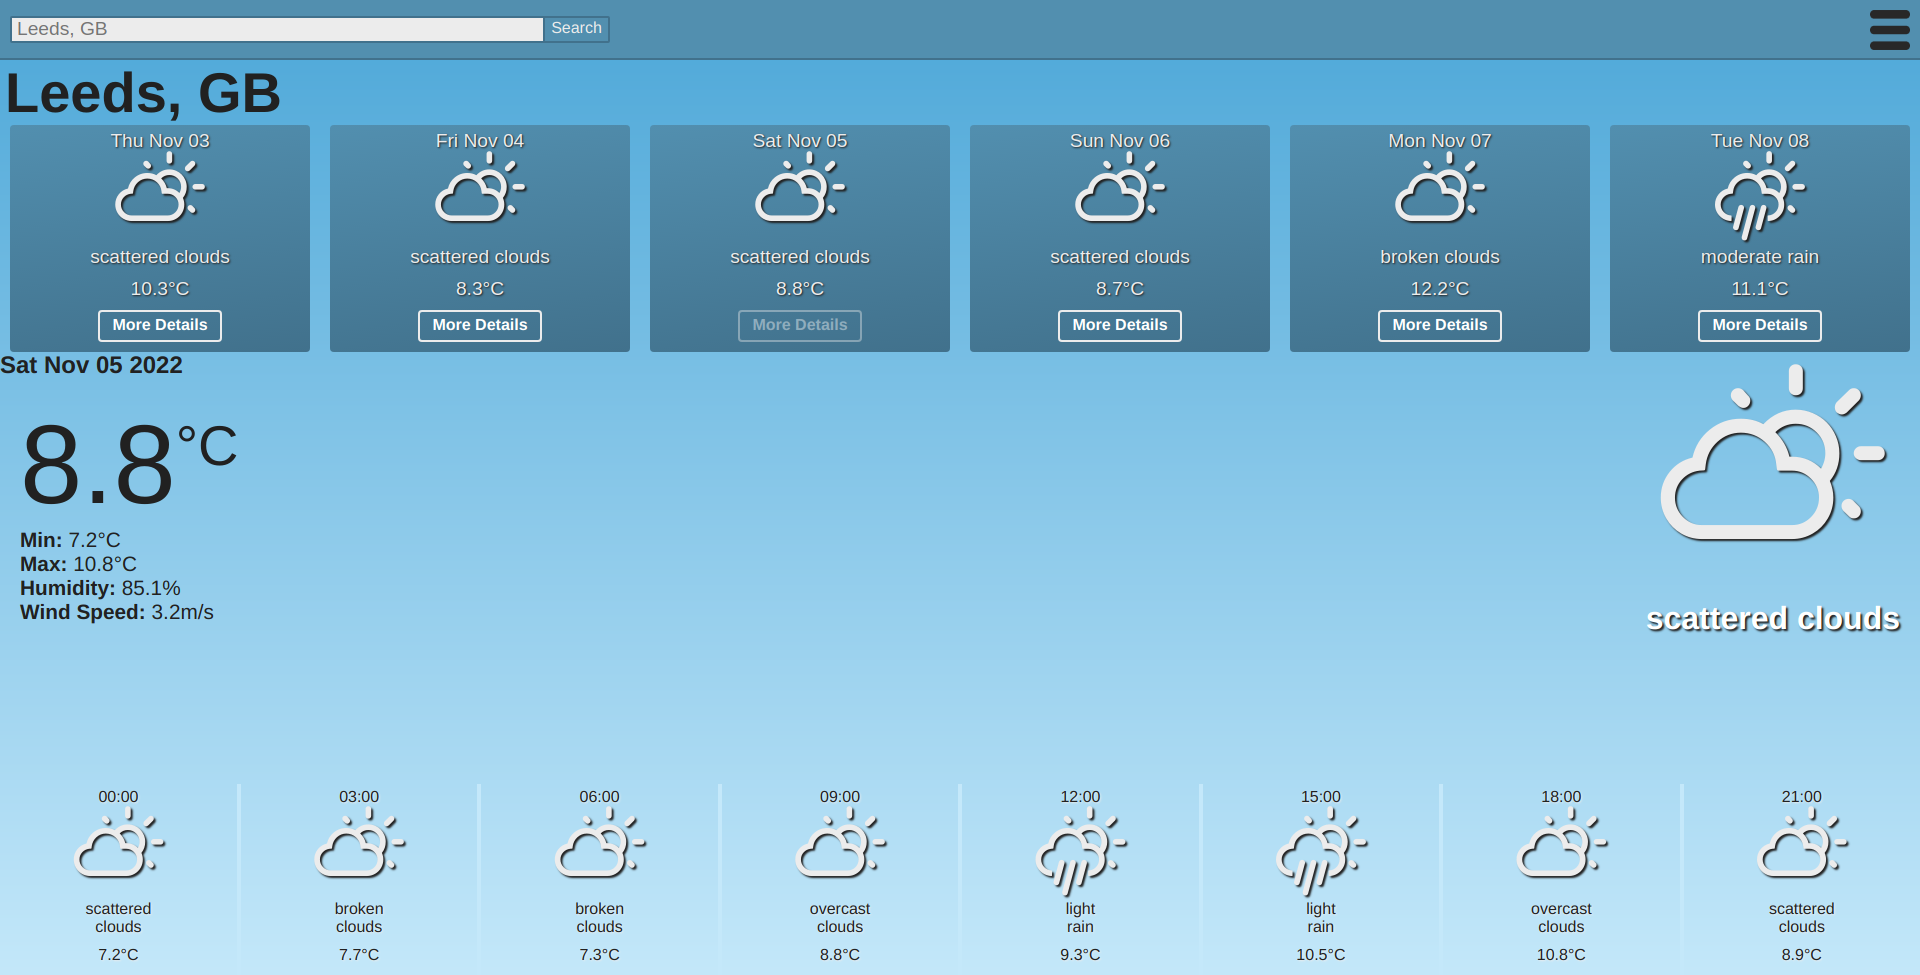 Leeds, GB
Search
Leeds, GB
Thu Nov 03
scattered clouds
10.3°C
More Details
Fri Nov 04
scattered clouds
8.3°C
More Details
Sat Nov 05
scattered clouds
8.8°C
More Details
Sun Nov 06
scattered clouds
8.7°C
More Details
Mon Nov 07
broken clouds
12.2°C
More Details
Tue Nov 08
moderate rain
11.1°C
More Details
Sat Nov 05 2022
8.8°C
Min: 7.2°C
Max: 10.8°C
Humidity: 85.1%
Wind Speed: 3.2m/s
scattered clouds
00:00
scattered
clouds
7.2°C
03:00
broken
clouds
7.7°C
06:00
broken
clouds
7.3°C
09:00
overcast
clouds
8.8°C
12:00
light
rain
9.3°C
15:00
light
rain
10.5°C
18:00
overcast
clouds
10.8°C
21:00
scattered
clouds
8.9°C